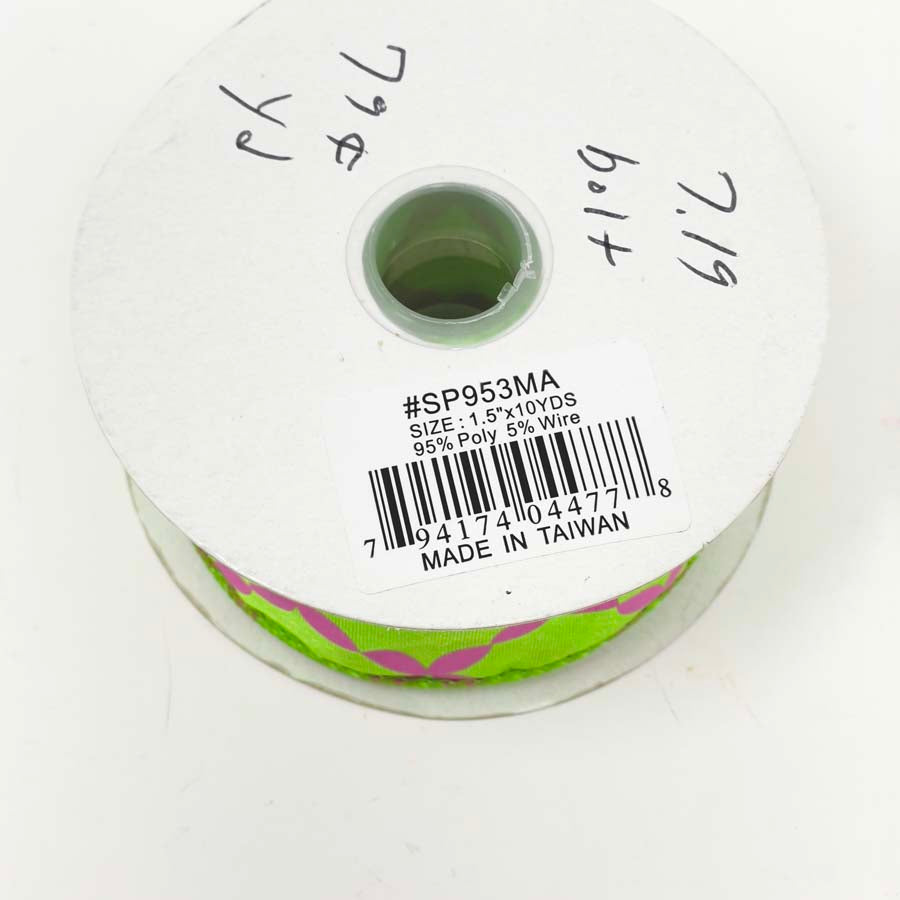 79¢
yd
7.19
bolt
#SP953MA
SIZE : 1.5"x10YDS
95% Poly 5% Wire
7 94174 04477 8
MADE IN TAIWAN